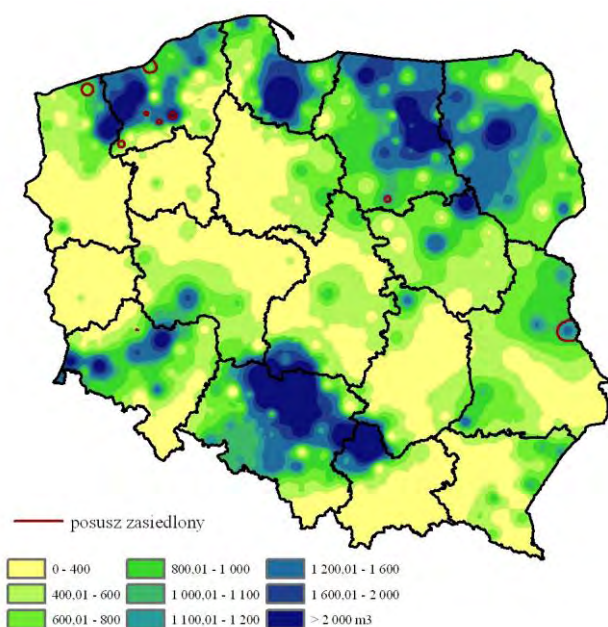 posusz zasiedlony
0 - 400
800,01 - 1 000
1 200,01 - 1 600
400,01 - 600
1 000,01 - 1 100
1 600,01 - 2 000
600,01 - 800
1 100,01 - 1 200
> 2 000 m3